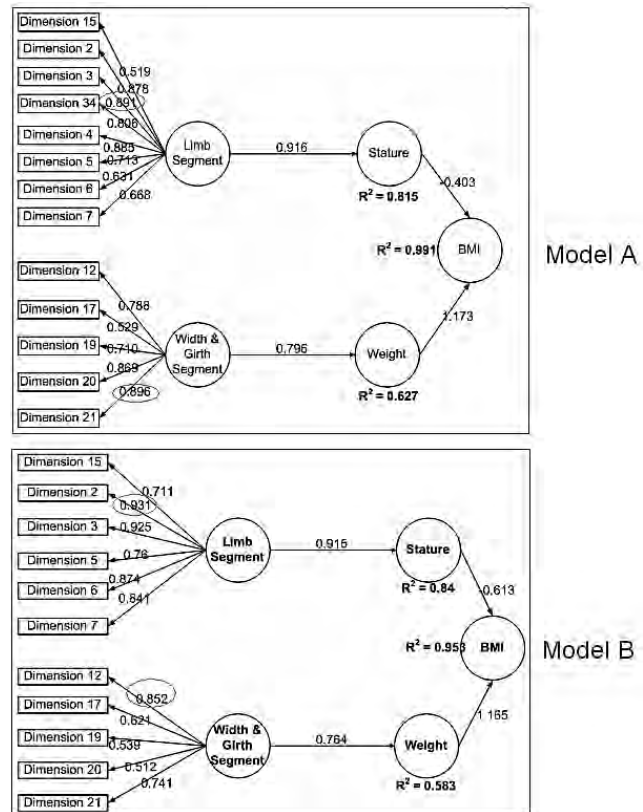 Dimension 15
Dimension 2
Dimension 3
Dimension 34
Dimension 4
Dimension 5
Dimension 6
Dimension 7
0.519
0.878
0.891
0.808
0.885
0.713
0.631
0.668
Limb
Segment
0.916
Stature
R² = 0.815
-0.403
R² = 0.991
BMI
Model A
Dimension 12
Dimension 17
Dimension 19
Dimension 20
Dimension 21
0.788
0.529
0.710
0.869
0.896
Width &
Girth
Segment
0.796
Weight
R² = 0.627
1.173
Dimension 15
Dimension 2
Dimension 3
Dimension 5
Dimension 6
Dimension 7
0.711
0.931
0.925
0.76
0.874
0.841
Limb
Segment
0.915
Stature
R² = 0.84
-0.613
R² = 0.953
BMI
Model B
Dimension 12
Dimension 17
Dimension 19
Dimension 20
Dimension 21
0.852
0.621
0.539
0.512
0.741
Width &
Girth
Segment
0.764
Weight
R² = 0.583
1.165